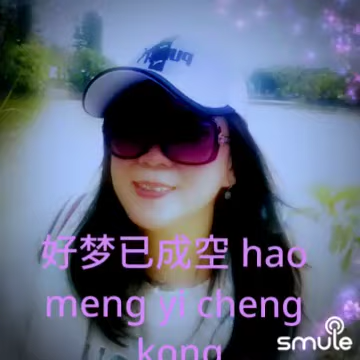 好梦已成空 hao
meng yi cheng
kong
smule